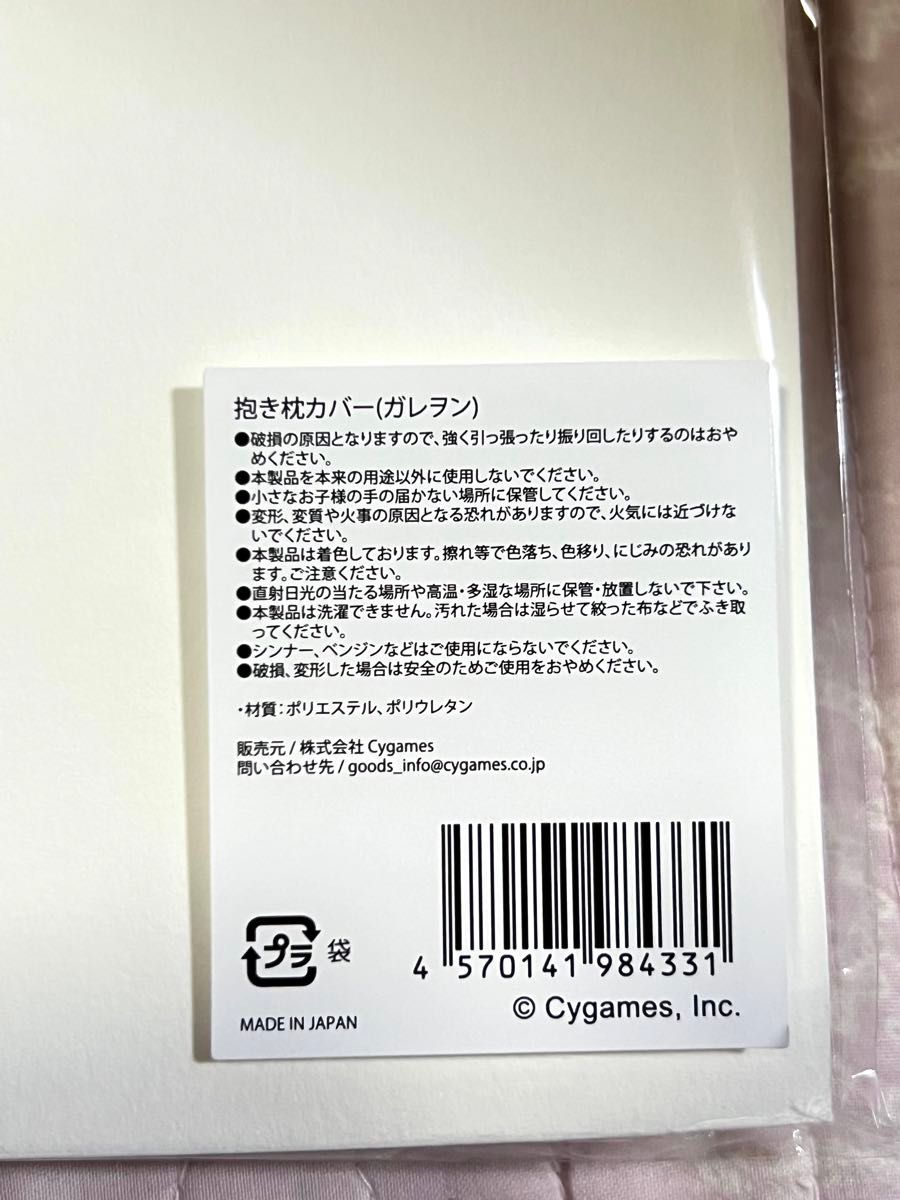 抱き枕カバー(ガレヲン)
●破損の原因となりますので、強く引っ張ったり振り回したりするのはおや
めください。
●本製品を本来の用途以外に使用しないでください。
●小さなお子様の手の届かない場所に保管してください。
●変形、変質や火事の原因となる恐れがありますので、火気には近づけな
いでください。
●本製品は着色しております。擦れ等で色落ち、色移り、にじみの恐れがあり
ます。ご注意ください。
●直射日光の当たる場所や高温・多湿な場所に保管・放置しないで下さい。
●本製品は洗濯できません。汚れた場合は湿らせて絞った布などでふき取
ってください。
●シンナー、ベンジンなどはご使用にならないでください。
●破損、変形した場合は安全のためご使用をおやめください。
・材質：ポリエステル、ポリウレタン
販売元 / 株式会社 Cygames
問い合わせ先 / goods_info@cygames.co.jp
プラ 袋
4 570141 984331
© Cygames, Inc.
MADE IN JAPAN